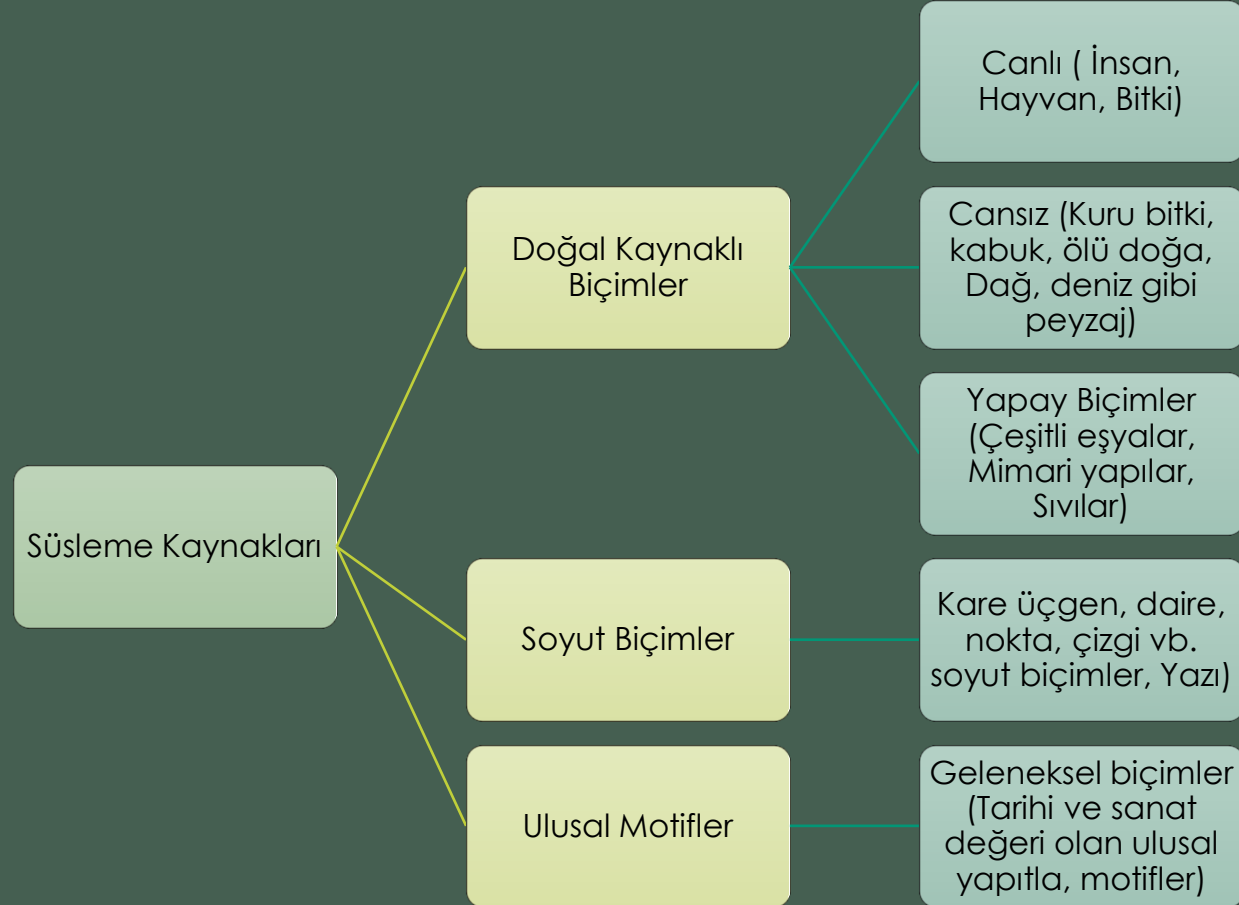 Süsleme Kaynakları
Doğal Kaynaklı
Biçimler
Canlı ( İnsan,
Hayvan, Bitki)
Cansız (Kuru bitki,
kabuk, ölü doğa,
Dağ, deniz gibi
peyzaj)
Yapay Biçimler
(Çeşitli eşyalar,
Mimari yapılar,
Sıvılar)
Soyut Biçimler
Kare üçgen, daire,
nokta, çizgi vb.
soyut biçimler, Yazı)
Ulusal Motifler
Geleneksel biçimler
(Tarihi ve sanat
değeri olan ulusal
yapıtla, motifler)